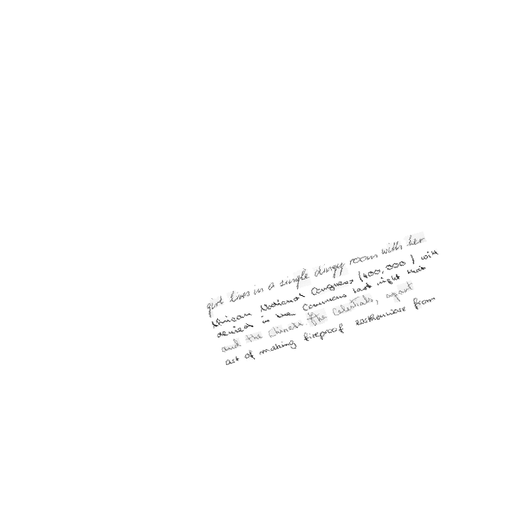 girl lives in a single dingy room with her
African National Congress (400,000) will
denied in the Commons last night that
and the Chinese. The Celestials, apart
art of making fireproof earthenware from